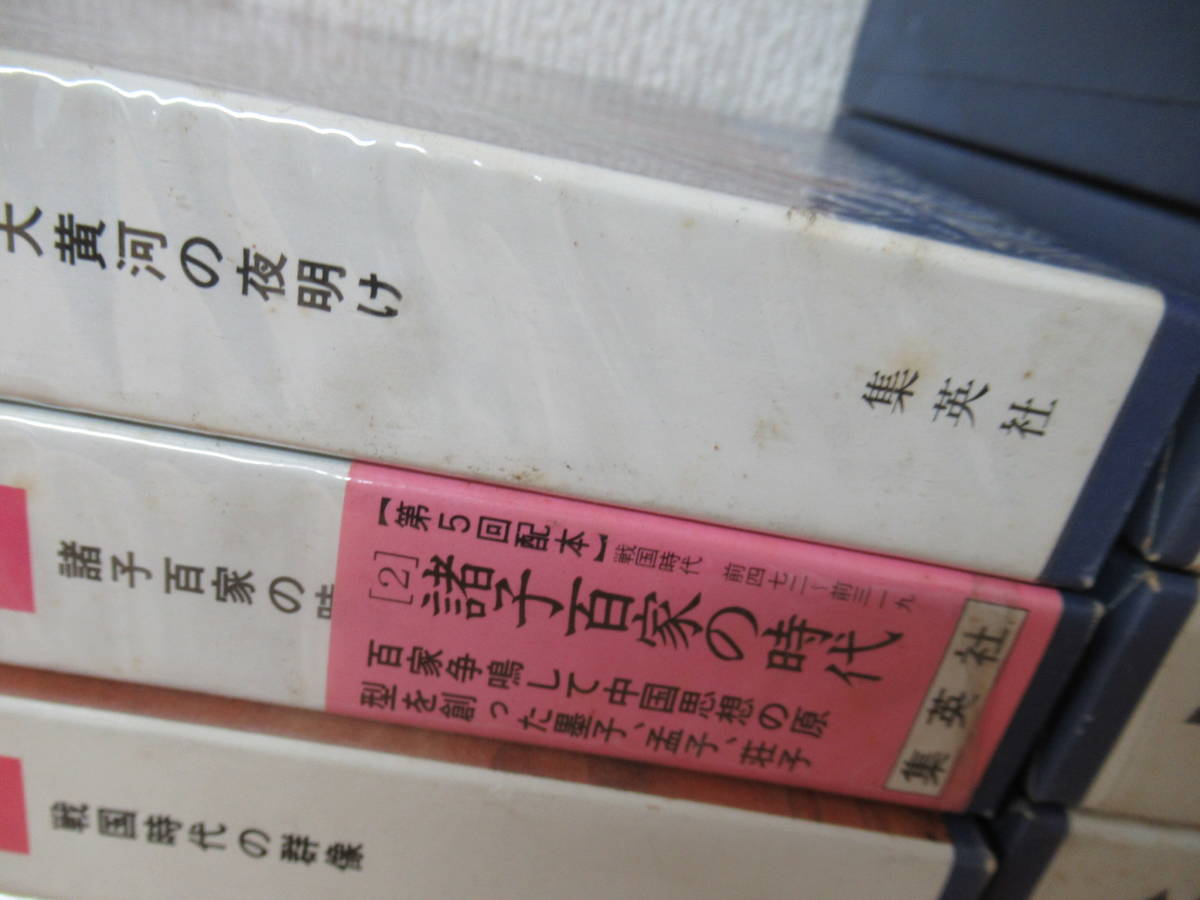 大黄河の夜明け
集英社
諸子百家の時
【第5回配本】
戦国時代 前四七二〜前三一九
[2]諸子百家の時代
百家争鳴して中国思想の原
型を創った墨子、孟子、荘子
集英社
戦国時代の群像